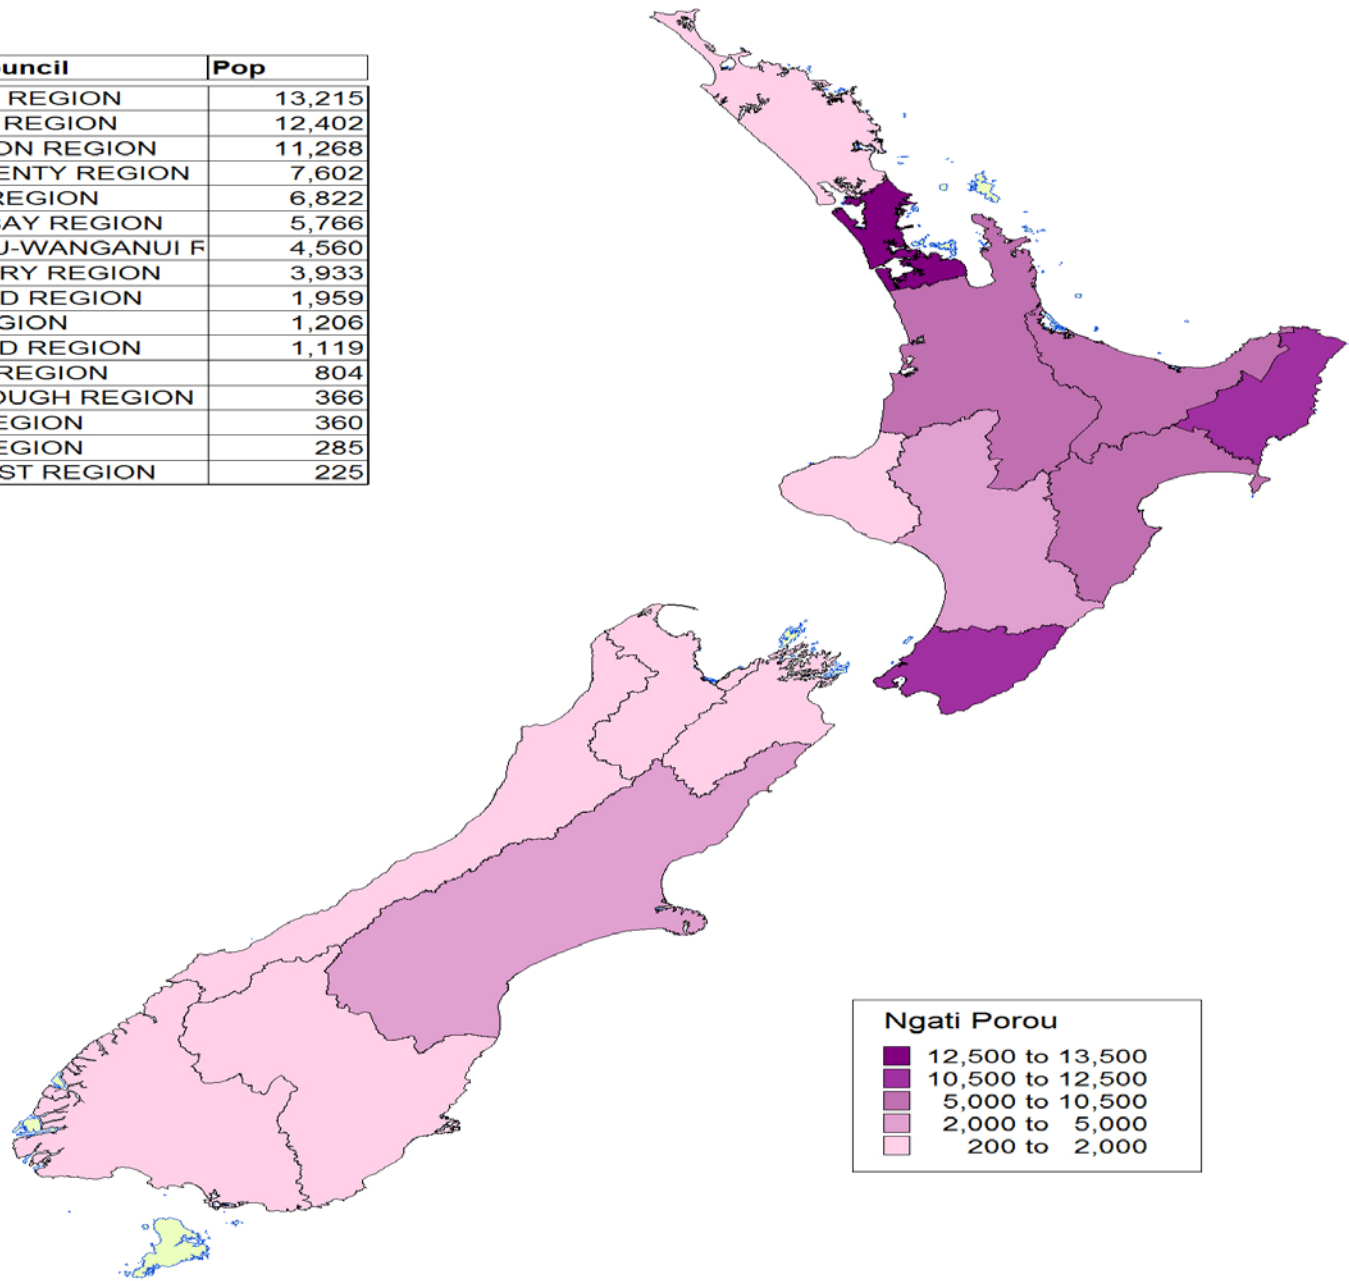 uncil Pop
REGION 13,215
REGION 12,402
ON REGION 11,268
ENTY REGION 7,602
REGION 6,822
BAY REGION 5,766
U-WANGANUI R 4,560
RY REGION 3,933
D REGION 1,959
GION 1,206
D REGION 1,119
REGION 804
OUGH REGION 366
EGION 360
EGION 285
ST REGION 225
Ngati Porou
12,500 to 13,500
10,500 to 12,500
5,000 to 10,500
2,000 to 5,000
200 to 2,000